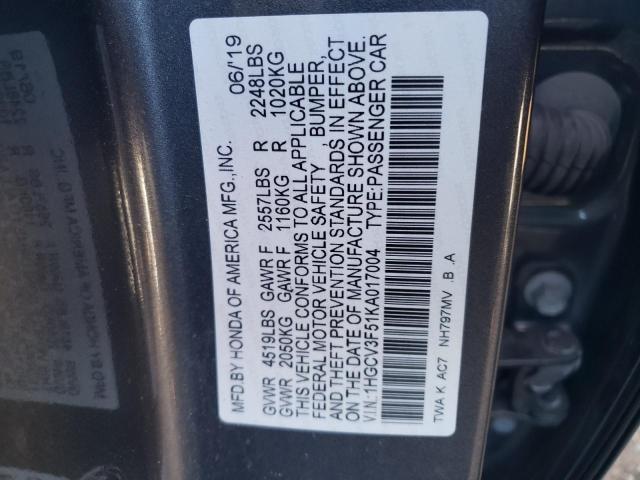 MFD.BY HONDA OF AMERICA MFG.,INC. 06/'19
GVWR 4519LBS GAWR F 2557LBS R 2248LBS
GVWR 2050KG GAWR F 1160KG R 1020KG
THIS VEHICLE CONFORMS TO ALL APPLICABLE
FEDERAL MOTOR VEHICLE SAFETY , BUMPER,
AND THEFT PREVENTION STANDARDS IN EFFECT
ON THE DATE OF MANUFACTURE SHOWN ABOVE.
V.I.N.:1HGCV3F51KA017004 TYPE:PASSENGER CAR
TWA K AC7 NH797MV .B .A